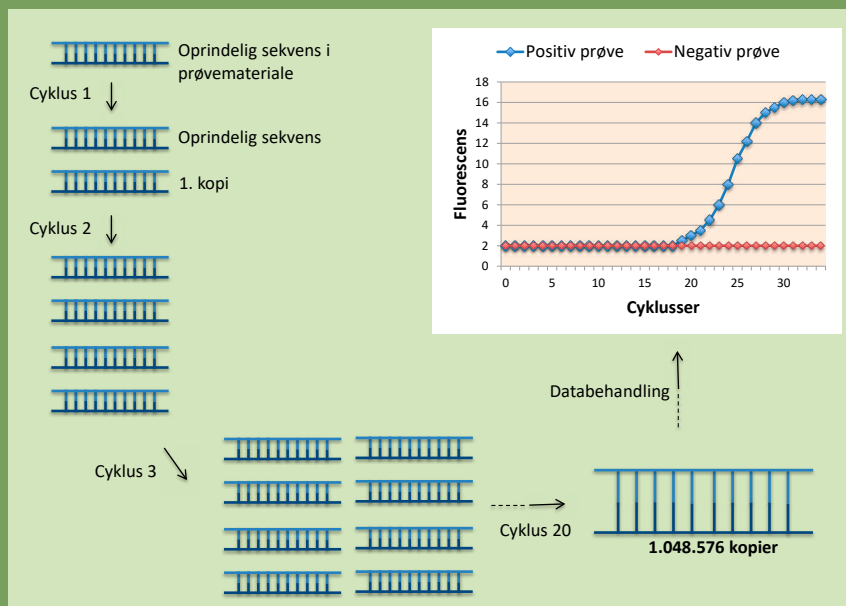 Oprindelig sekvens i
prøvemateriale
Cyklus 1
Oprindelig sekvens
1. kopi
Cyklus 2
Cyklus 3
Cyklus 20
1.048.576 kopier
Databehandling
Positiv prøve Negativ prøve
18
16
14
12
10
8
6
4
2
0
Fluorescens
0 5 10 15 20 25 30
Cyklusser